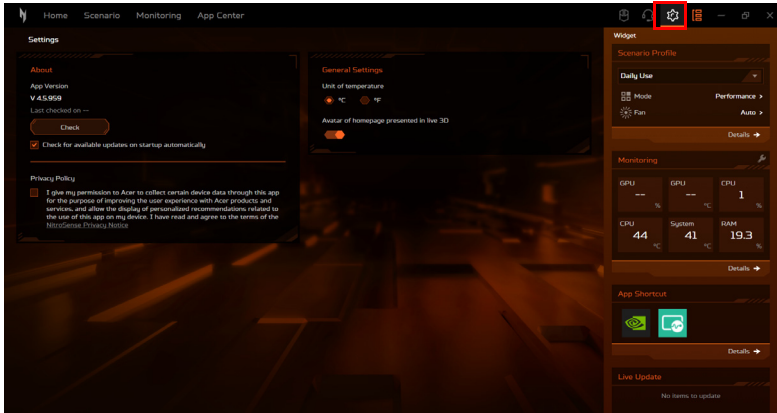 Home Scenario Monitoring App Center
Settings
About
App Version
V 4.5.959
Last checked on --
Check
Check for available updates on startup automatically
Privacy Policy
I give my permission to Acer to collect certain device data through this app
for the purpose of improving the user experience with Acer products and
services, and allow the display of personalized recommendations related to
the use of this app on my device. I have read and agree to the terms of the
NitroSense Privacy Notice
General Settings
Unit of temperature
°C °F
Avatar of homepage presented in live 3D
Widget
Scenario Profile
Daily Use
Mode Performance >
Fan Auto >
Details →
Monitoring
GPU GPU CPU
-- -- 1
% °C %
CPU System RAM
44 41 19.3
°C °C %
Details →
App Shortcut
Details →
Live Update
No items to update